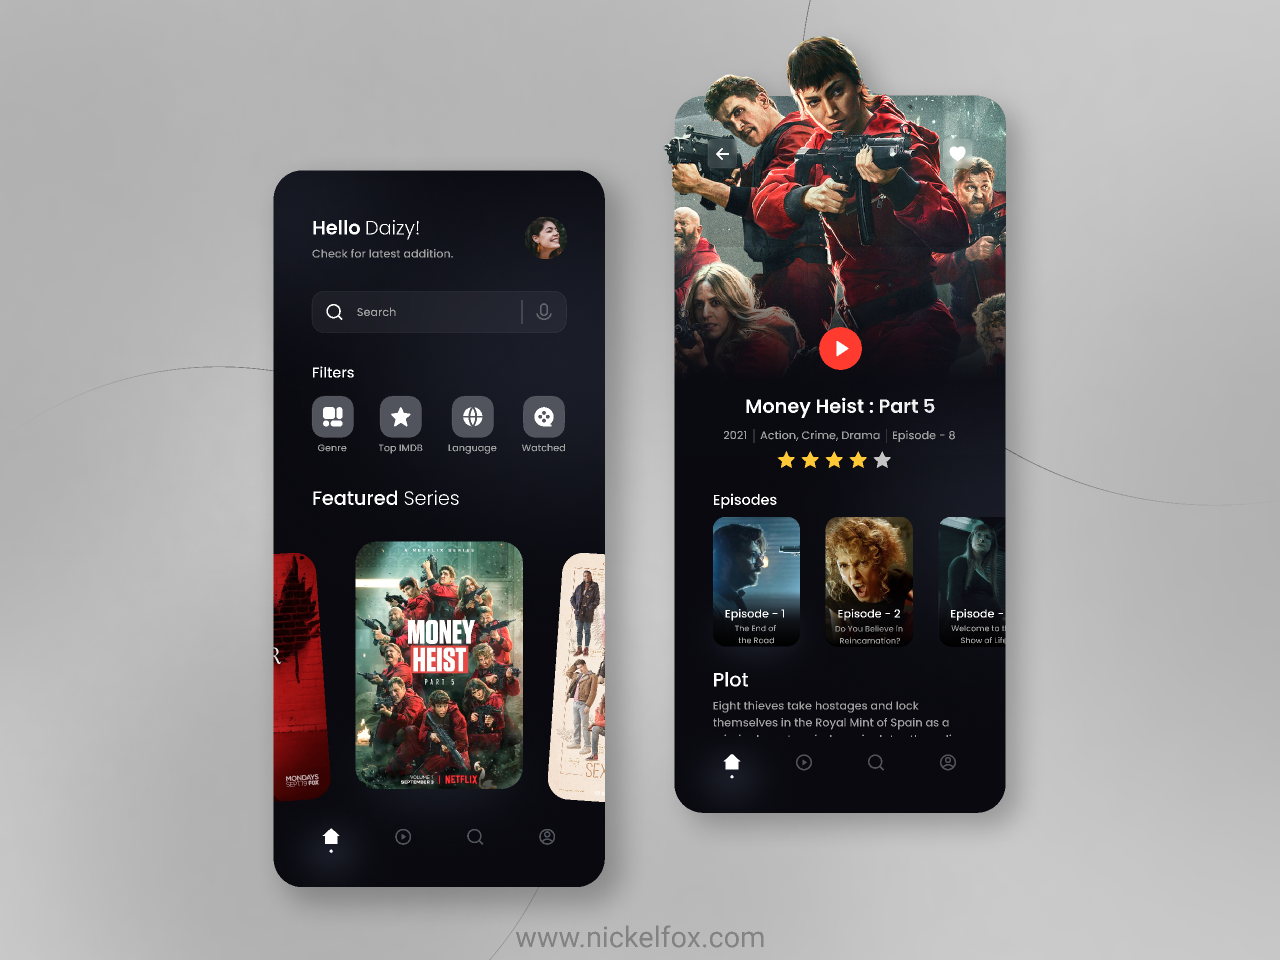 Hello Daizy!
Check for latest addition.
Search
Filters
Genre
Top IMDB
Language
Watched
Featured Series
R
MONDAYS
SEPT 19 FOX
A NETFLIX SERIES
MONEY
HEIST
PART 5
VOLUME 1
SEPTEMBER 3
NETFLIX
SEX
Money Heist : Part 5
2021 | Action, Crime, Drama | Episode - 8
Episodes
Episode - 1
The End of
the Road
Episode - 2
Do You Believe in
Reincarnation?
Episode -
Welcome to t
Show of Life
Plot
Eight thieves take hostages and lock
themselves in the Royal Mint of Spain as a
www.nickelfox.com